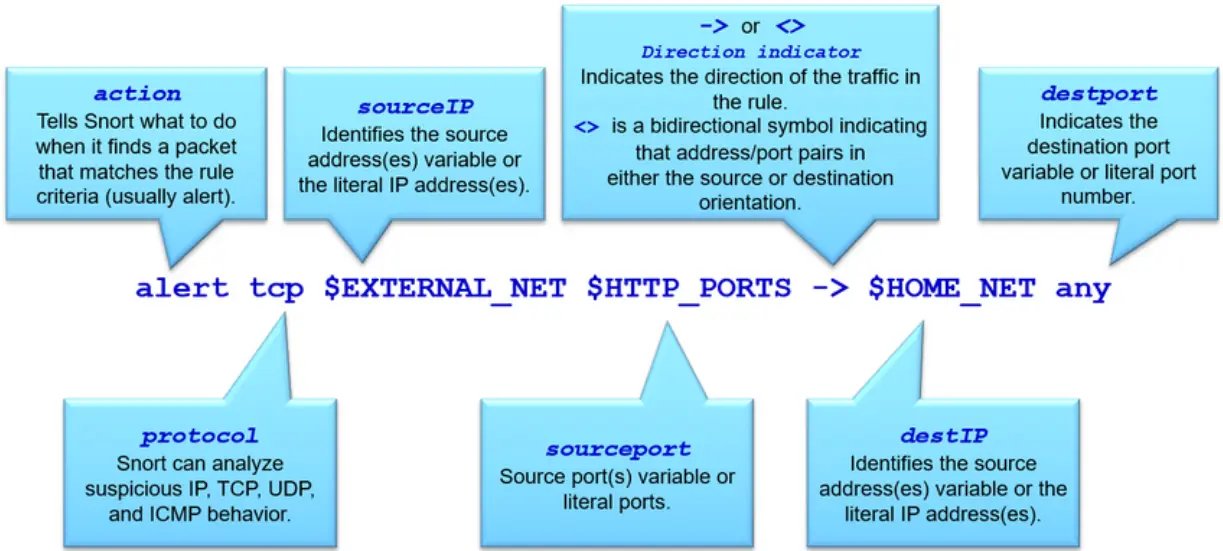 action
Tells Snort what to do
when it finds a packet
that matches the rule
criteria (usually alert).
sourceIP
Identifies the source
address(es) variable or
the literal IP address(es).
-> or <>
Direction indicator
Indicates the direction of the traffic in
the rule.
<> is a bidirectional symbol indicating
that address/port pairs in
either the source or destination
orientation.
destport
Indicates the
destination port
variable or literal port
number.
alert tcp $EXTERNAL_NET $HTTP_PORTS -> $HOME_NET any
protocol
Snort can analyze
suspicious IP, TCP, UDP,
and ICMP behavior.
sourceport
Source port(s) variable or
literal ports.
destIP
Identifies the source
address(es) variable or the
literal IP address(es).